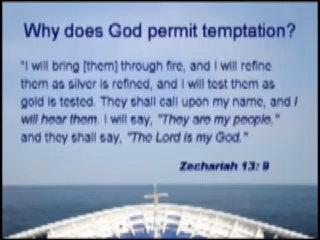 Why does God permit temptation?
"I will bring [them] through fire, and I will refine
them as silver is refined, and I will test them as
gold is tested. They shall call upon my name, and I
will hear them. I will say, "They are my people,"
and they shall say, "The Lord is my God."
Zechariah 13: 9